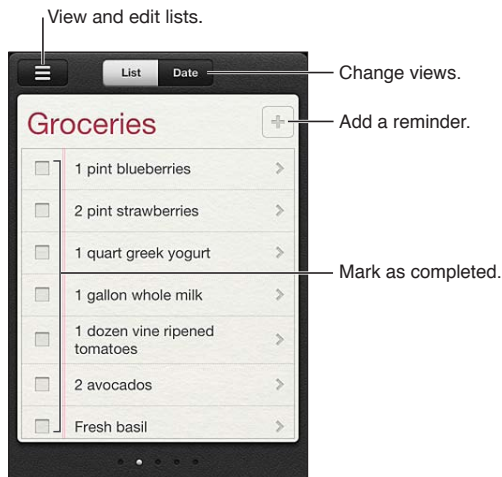 View and edit lists.
List Date
Change views.
Groceries
Add a reminder.
1 pint blueberries
2 pint strawberries
1 quart greek yogurt
Mark as completed.
1 gallon whole milk
1 dozen vine ripened
tomatoes
2 avocados
Fresh basil